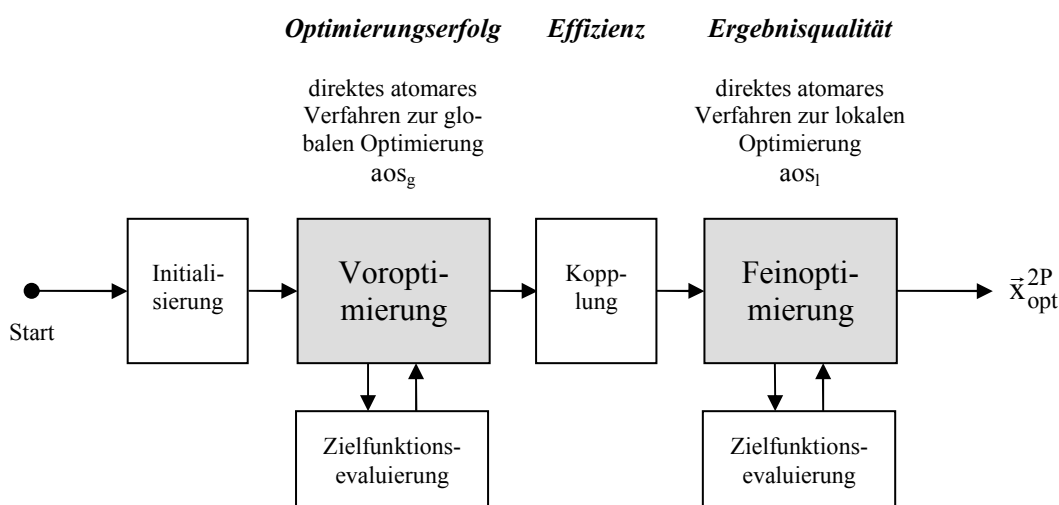 Optimierungserfolg Effizienz Ergebnisqualität
direktes atomares
Verfahren zur glo-
balen Optimierung
aos_g
direktes atomares
Verfahren zur lokalen
Optimierung
aos_l
Start
Initiali-
sierung
Voropti-
mierung
Kopp-
lung
Feinopti-
mierung
x⃗_opt^2P
Zielfunktions-
evaluierung
Zielfunktions-
evaluierung